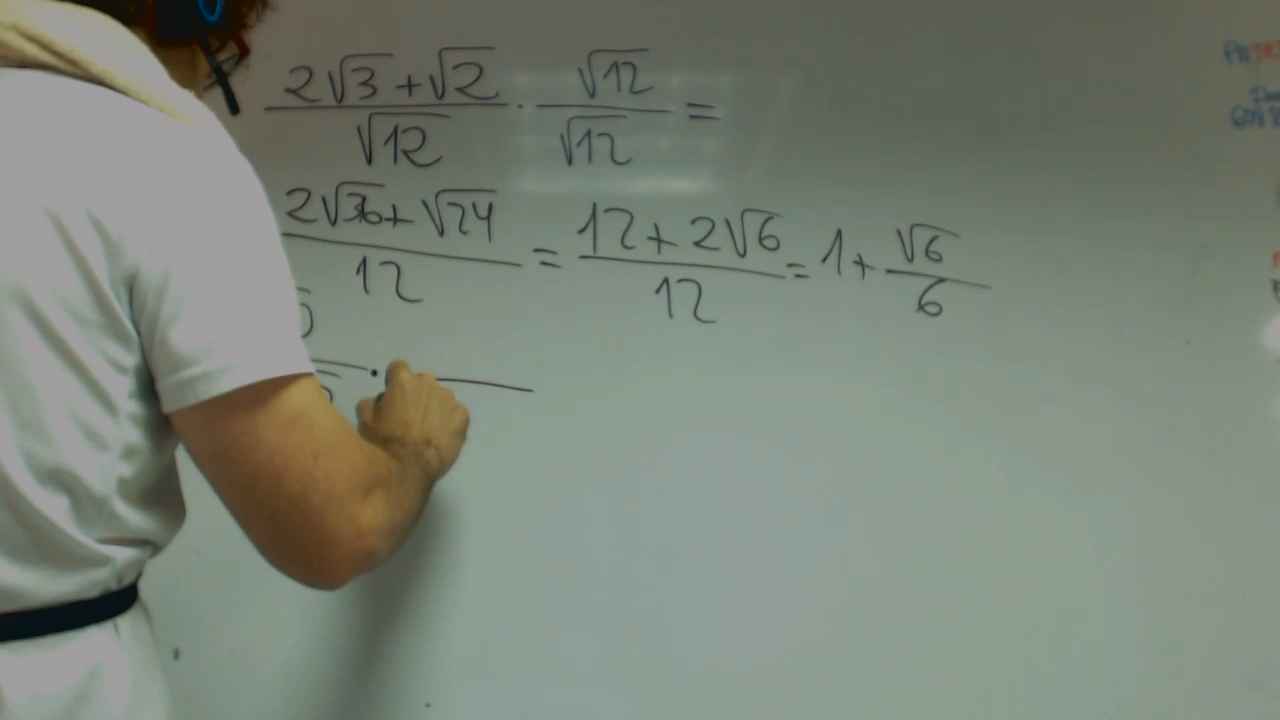 (2√3+√2)/√12 · √12/√12 =
(2√36+√24)/12 = (12+2√6)/12 = 1+√6/6